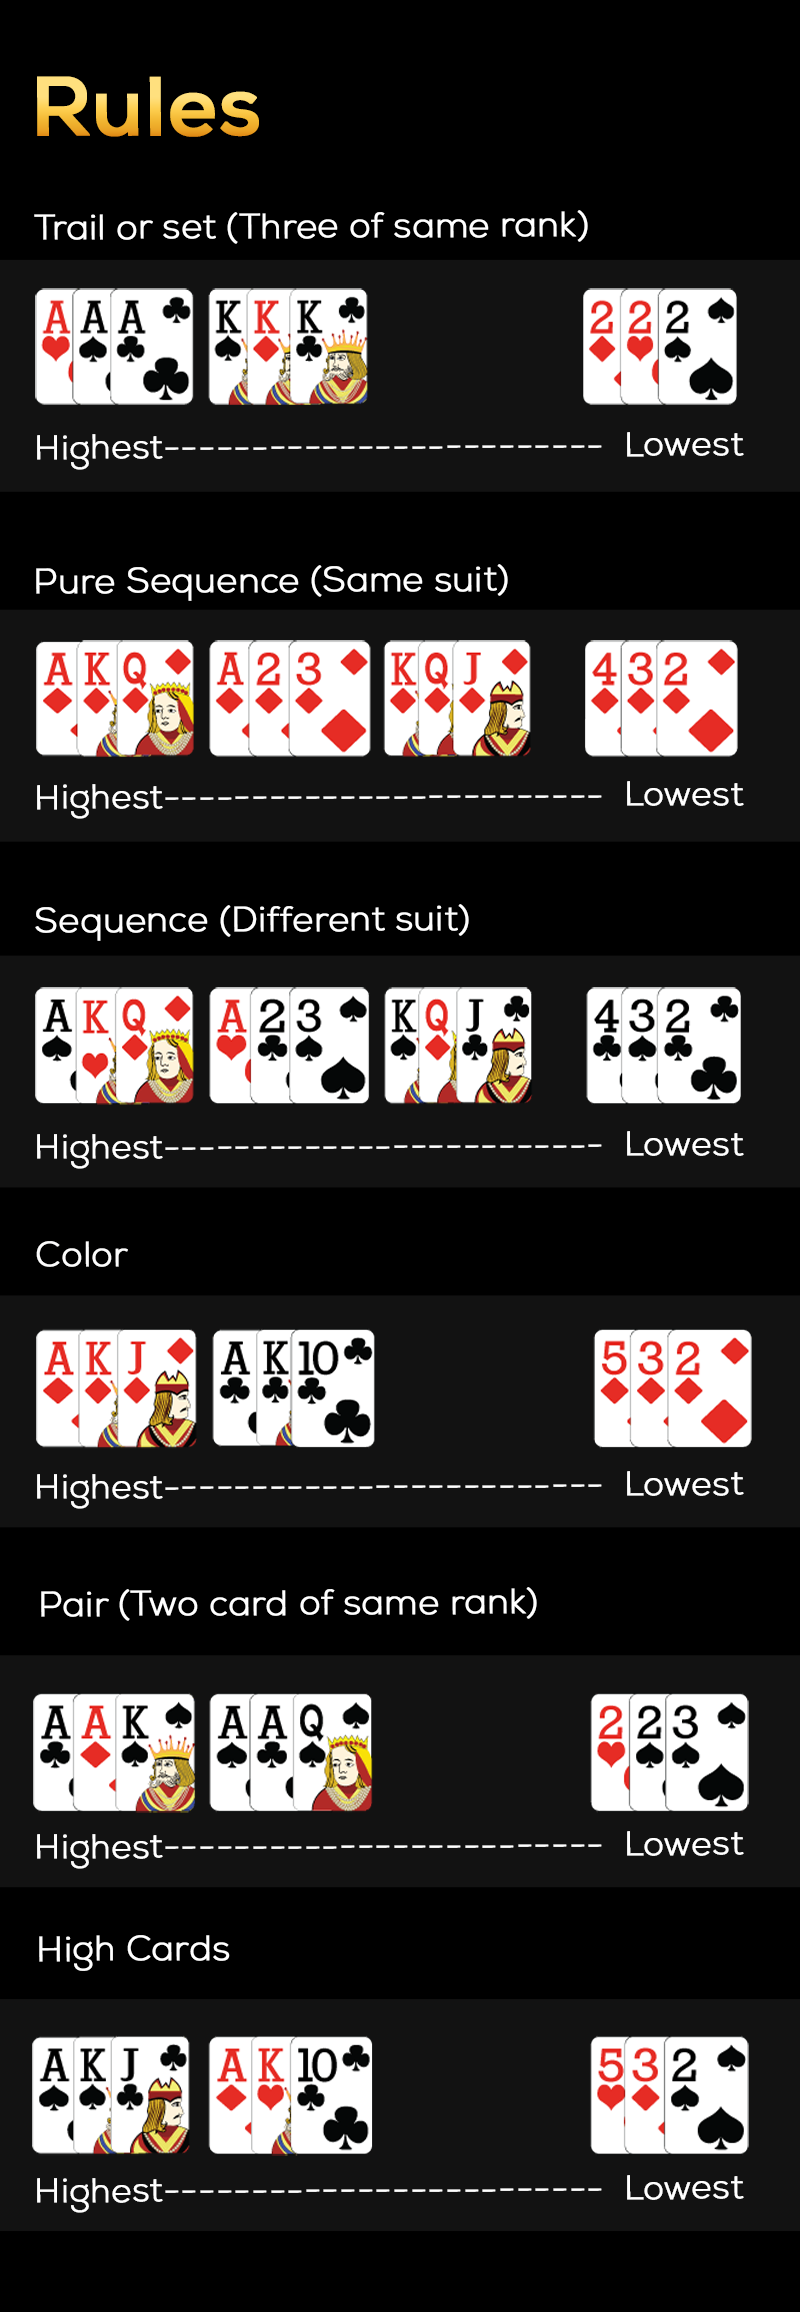 Rules
Trail or set (Three of same rank)
A A A K K K 2 2 2
Highest------------------------- Lowest
Pure Sequence (Same suit)
A K Q A 2 3 K Q J 4 3 2
Highest------------------------- Lowest
Sequence (Different suit)
A K Q A 2 3 K Q J 4 3 2
Highest------------------------- Lowest
Color
A K J A K 10 5 3 2
Highest------------------------- Lowest
Pair (Two card of same rank)
A A K A A Q 2 2 3
Highest------------------------- Lowest
High Cards
A K J A K 10 5 3 2
Highest------------------------- Lowest